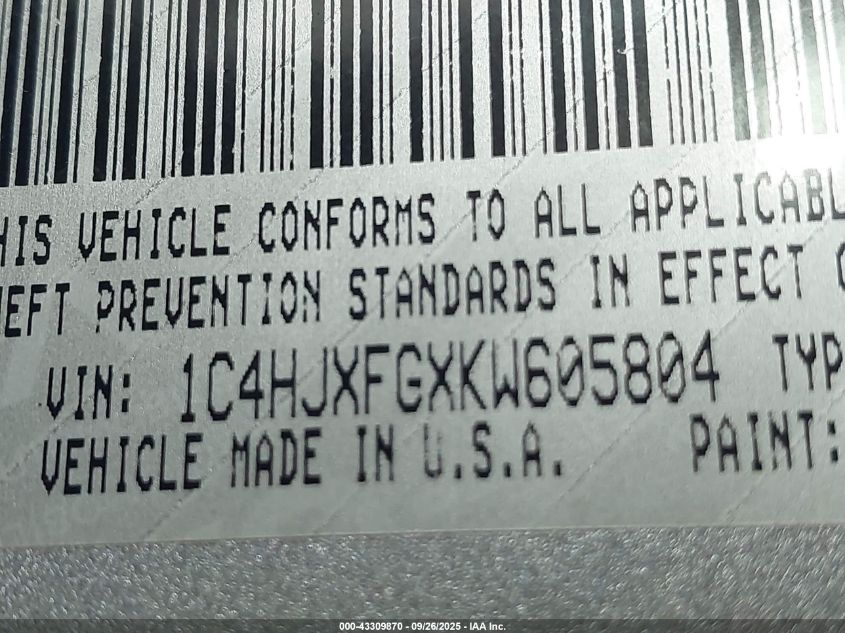 HIS VEHICLE CONFORMS TO ALL APPLICABL
HEFT PREVENTION STANDARDS IN EFFECT O
VIN: 1C4HJXFGXKW605804 TYP
VEHICLE MADE IN U.S.A. PAINT:
000-43309870 - 09/26/2025 - IAA Inc.